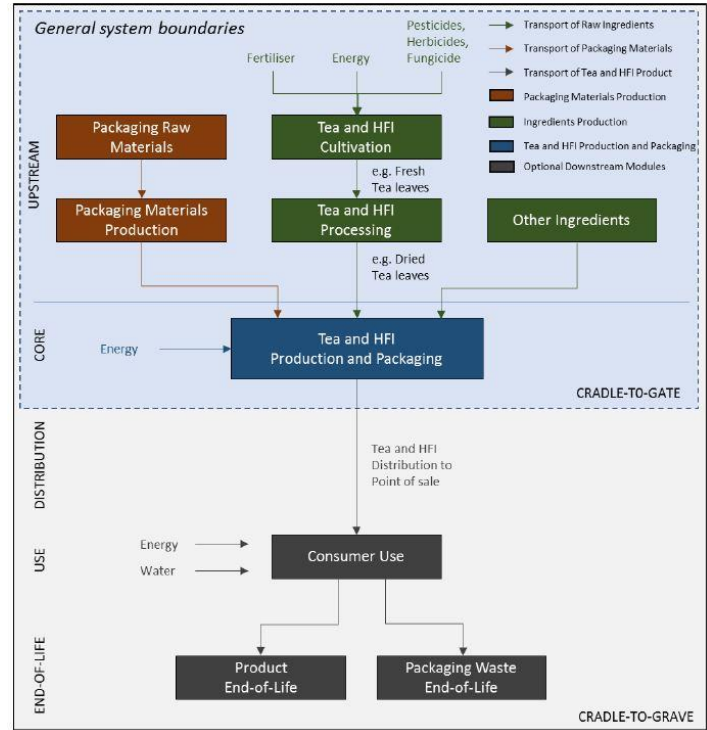 General system boundaries
Pesticides,
Herbicides,
Fungicide
Fertiliser
Energy
Transport of Raw Ingredients
Transport of Packaging Materials
Transport of Tea and HFI Product
Packaging Materials Production
Ingredients Production
Tea and HFI Production and Packaging
Optional Downstream Modules
UPSTREAM
Packaging Raw
Materials
Tea and HFI
Cultivation
e.g. Fresh
Tea leaves
Packaging Materials
Production
Tea and HFI
Processing
Other Ingredients
e.g. Dried
Tea leaves
CORE
Energy
Tea and HFI
Production and Packaging
CRADLE-TO-GATE
DISTRIBUTION
Tea and HFI
Distribution to
Point of sale
USE
Energy
Water
Consumer Use
END-OF-LIFE
Product
End-of-Life
Packaging Waste
End-of-Life
CRADLE-TO-GRAVE